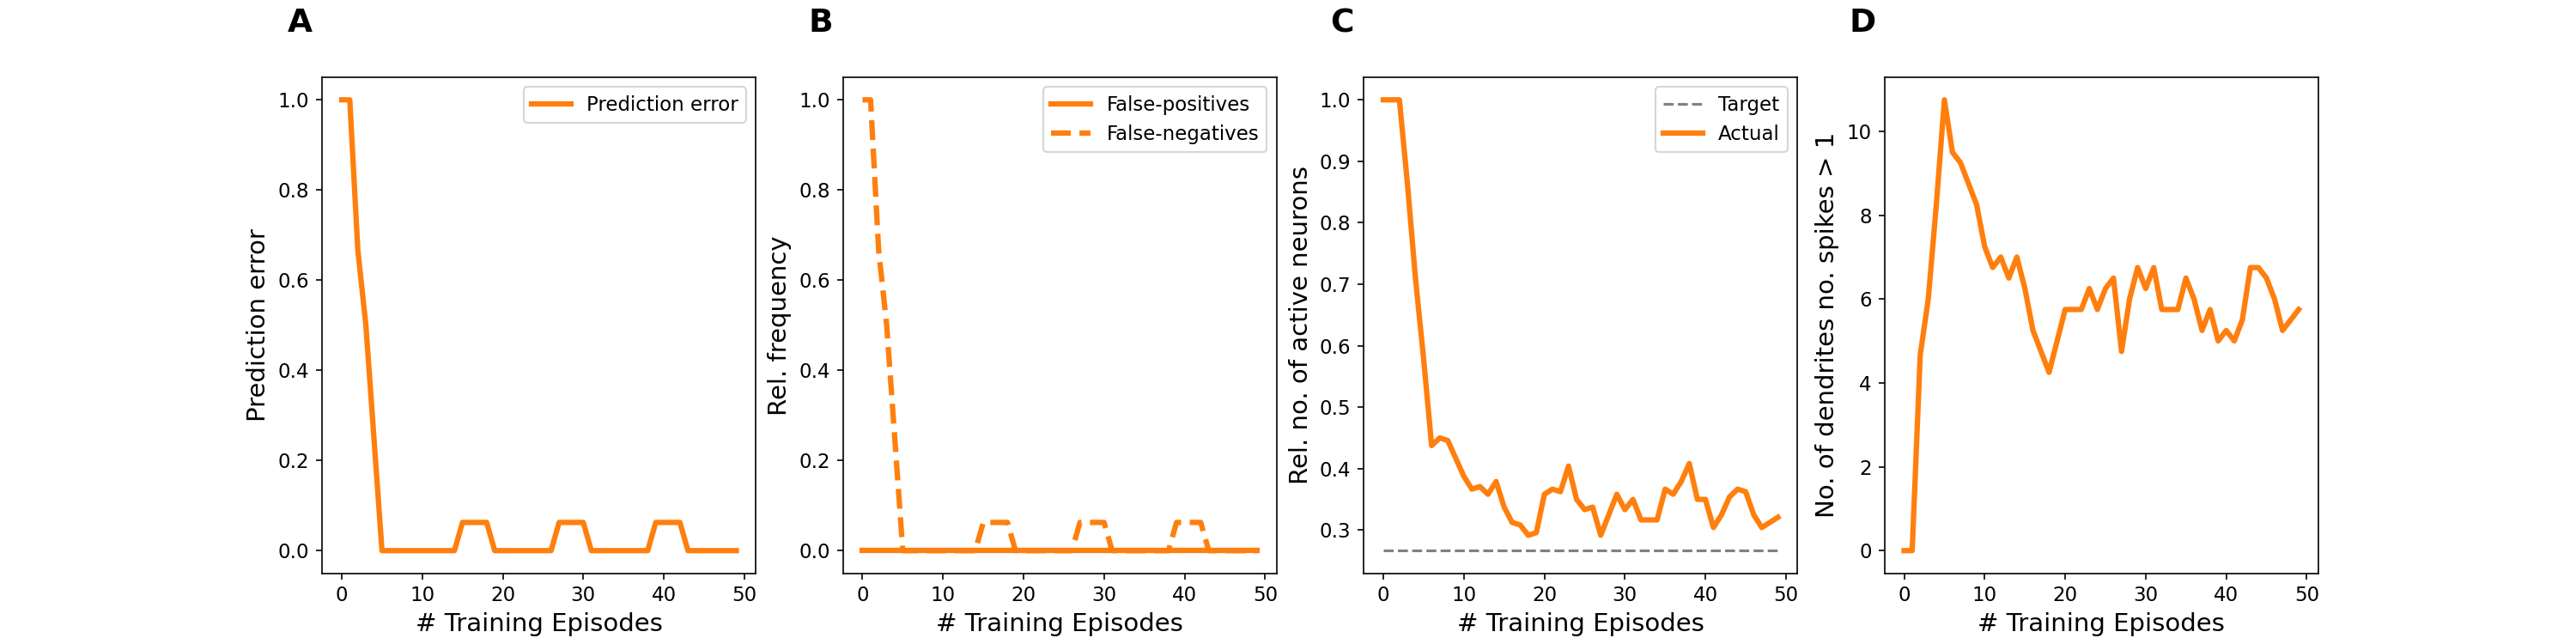 A
B
C
D
Prediction error
1.0
0.8
0.6
0.4
0.2
0.0
0 10 20 30 40 50
# Training Episodes
Prediction error
Rel. frequency
1.0
0.8
0.6
0.4
0.2
0.0
0 10 20 30 40 50
# Training Episodes
False-positives
False-negatives
Rel. no. of active neurons
1.0
0.9
0.8
0.7
0.6
0.5
0.4
0.3
0 10 20 30 40 50
# Training Episodes
Target
Actual
No. of dendrites no. spikes > 1
10
8
6
4
2
0
0 10 20 30 40 50
# Training Episodes